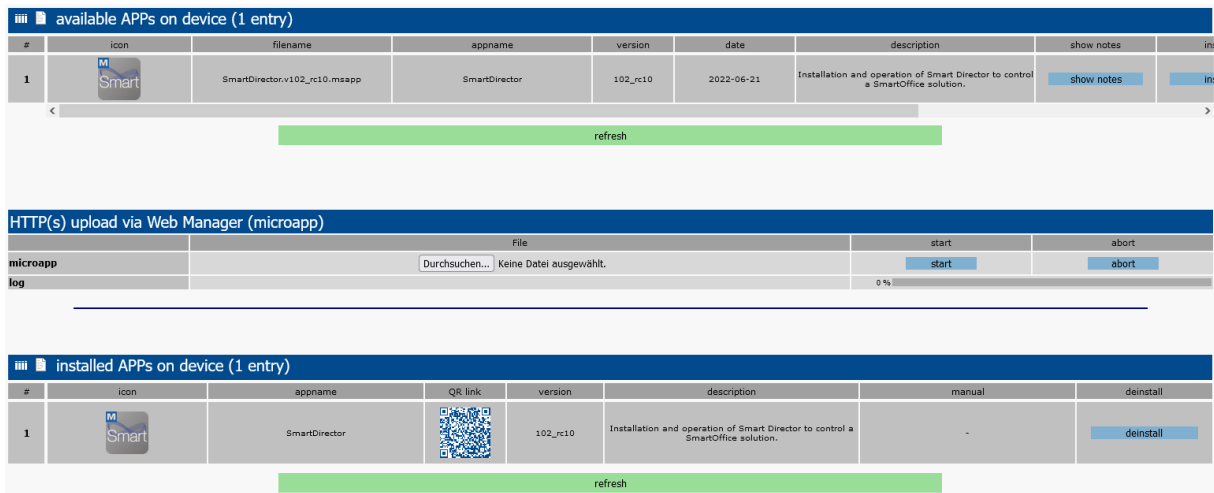 available APPs on device (1 entry)
# icon filename appname version date description show notes
1 M Smart SmartDirector.v102_rc10.msapp SmartDirector 102_rc10 2022-06-21 Installation and operation of Smart Director to control a SmartOffice solution. show notes
refresh
HTTP(s) upload via Web Manager (microapp)
File start abort
microapp Durchsuchen... Keine Datei ausgewählt. start abort
log 0 %
installed APPs on device (1 entry)
# icon appname QR link version description manual deinstall
1 M Smart SmartDirector 102_rc10 Installation and operation of Smart Director to control a SmartOffice solution. - deinstall
refresh